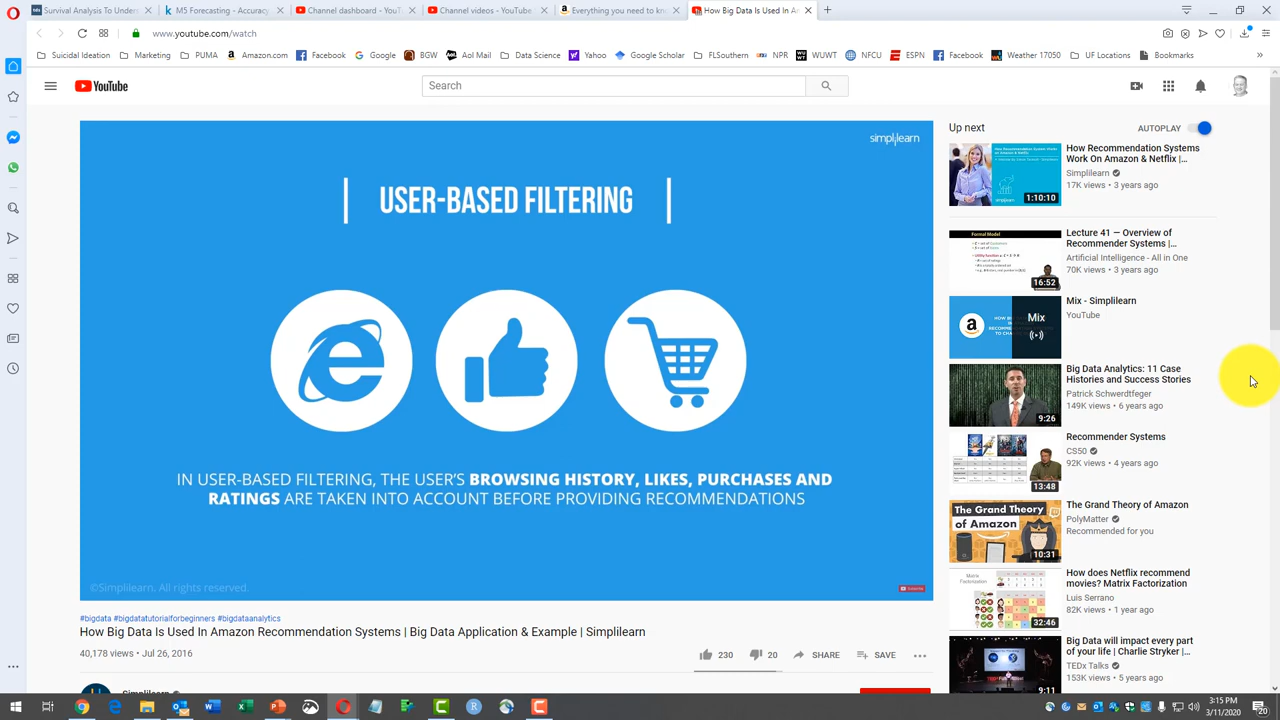 Survival Analysis To Unders
M5 Forecasting - Accuracy
Channel dashboard - YouTu
Channel videos - YouTube
Everything you need to kno
How Big Data Is Used In Am
www.youtube.com/watch
Suicidal Ideation
Marketing
PUMA
Amazon.com
Facebook
Google
BGW
Aol Mail
Data Science
Yahoo
Google Scholar
FLSouthern
NPR
WUWT
NFCU
ESPN
Facebook
Weather 17050
UF Locations
Bookmarks
YouTube
Search
simplilearn
USER-BASED FILTERING
IN USER-BASED FILTERING, THE USER'S STORY, LIKES, PURCHASES AND
RATINGS ARE TAKEN INTO ACCOUNT BEFORE PROVIDING RECOMMENDATIONS
©Simplilearn. All rights reserved.
Subscribe
#bigdata #bigdatatutorialforbeginners #bigdataanalytics
How Big Data Is Used In Amazon Recommendation Systems | Big Data Application & Example | Simplilearn
40,178 views • Jul 26, 2016
230
20
SHARE
SAVE
Simplilearn
Up next
AUTOPLAY
1:10:10
How Recommendation Systems
Work On Amazon & Netflix |...
Simplilearn
17K views • 3 years ago
Formal Model
16:52
Lecture 41 — Overview of
Recommender Systems |...
Artificial Intelligence - All in One
70K views • 3 years ago
Mix
Mix - Simplilearn
YouTube
9:26
Big Data Analytics: 11 Case
Histories and Success Stories
Patrick Schwerdtfeger
149K views • 6 years ago
13:48
Recommender Systems
CS50
92K views • 4 years ago
The Grand Theory
of Amazon
10:31
The Grand Theory of Amazon
PolyMatter
Recommended for you
Matrix
Factorization
32:46
How does Netflix recommend
movies? Matrix Factorization
Luis Serrano
82K views • 1 year ago
9:11
Big Data will impact every part
of your life | Charlie Stryker |...
TEDx Talks
153K views • 5 years ago
3:15 PM
3/11/2020
20